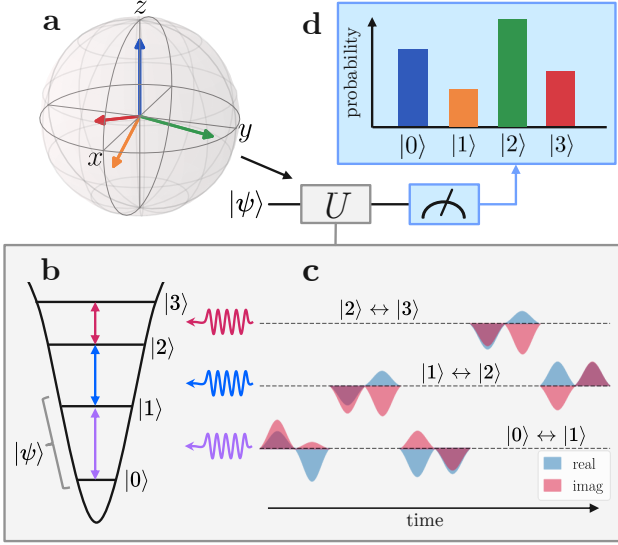 a
z
y
x
d
probability
|0⟩ |1⟩ |2⟩ |3⟩
|ψ⟩
U
b
|3⟩
|2⟩
|1⟩
|0⟩
|ψ⟩
c
|2⟩ ↔ |3⟩
|1⟩ ↔ |2⟩
|0⟩ ↔ |1⟩
real
imag
time